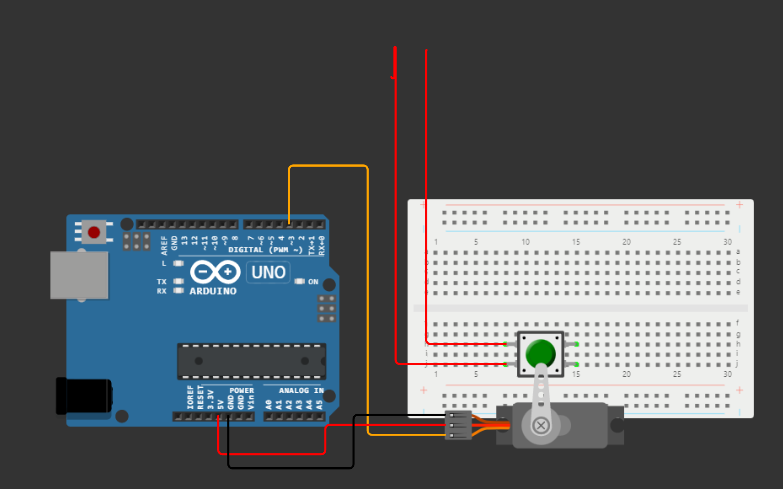 AREF
GND
13
12
~11
~10
~9
8
7
~6
~5
4
~3
2
TX→1
RX←0
DIGITAL (PWM ~)
L
TX
RX
UNO
ON
ARDUINO
IOREF
RESET
3.3V
5V
GND
GND
Vin
POWER
ANALOG IN
A0
A1
A2
A3
A4
A5
+ +
- -
1 5 10 15 20 25 30
a a
b b
c c
d d
e e
f f
g g
h h
i i
j j
1 5 10 15 20 25 30
+ +
- -